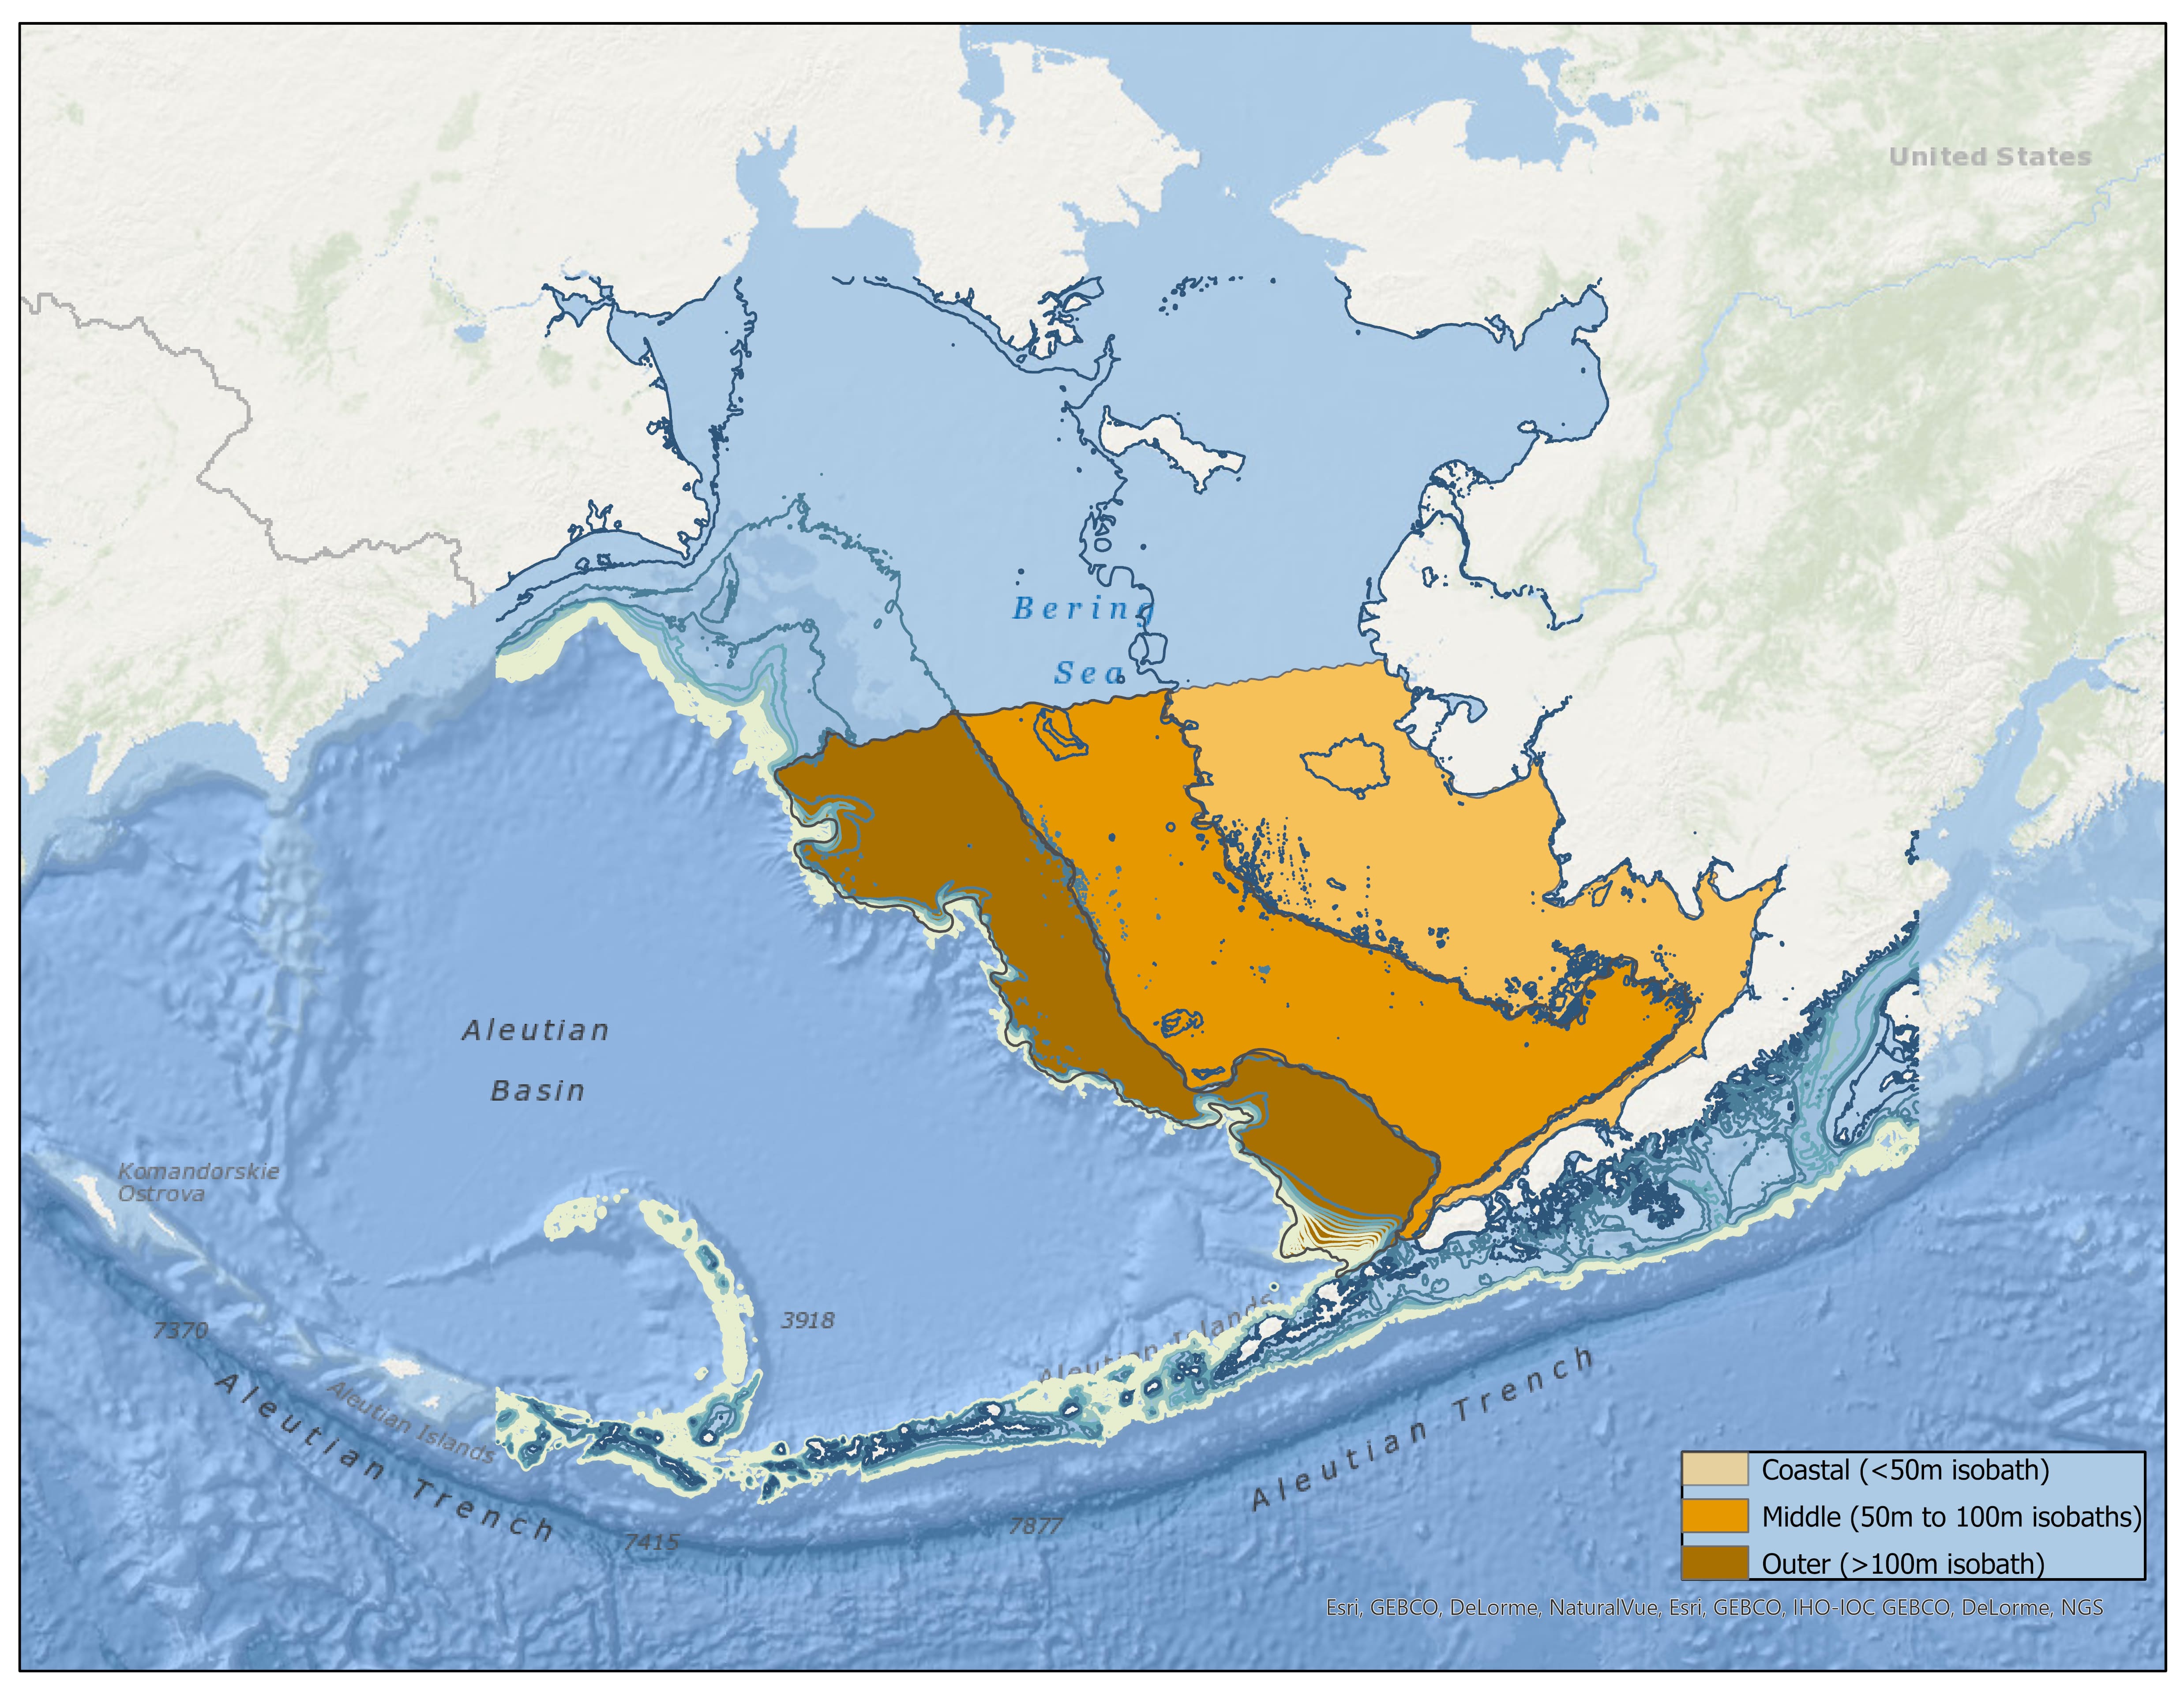 United States
Bering
Sea
Aleutian
Basin
Komandorskie
Ostrova
7370
3918
Aleutian Islands
Aleutian Islands
Aleutian Trench
Aleutian Trench
7415
7877
Coastal (<50m isobath)
Middle (50m to 100m isobaths)
Outer (>100m isobath)
Esri, GEBCO, DeLorme, NaturalVue, Esri, GEBCO, IHO-IOC GEBCO, DeLorme, NGS